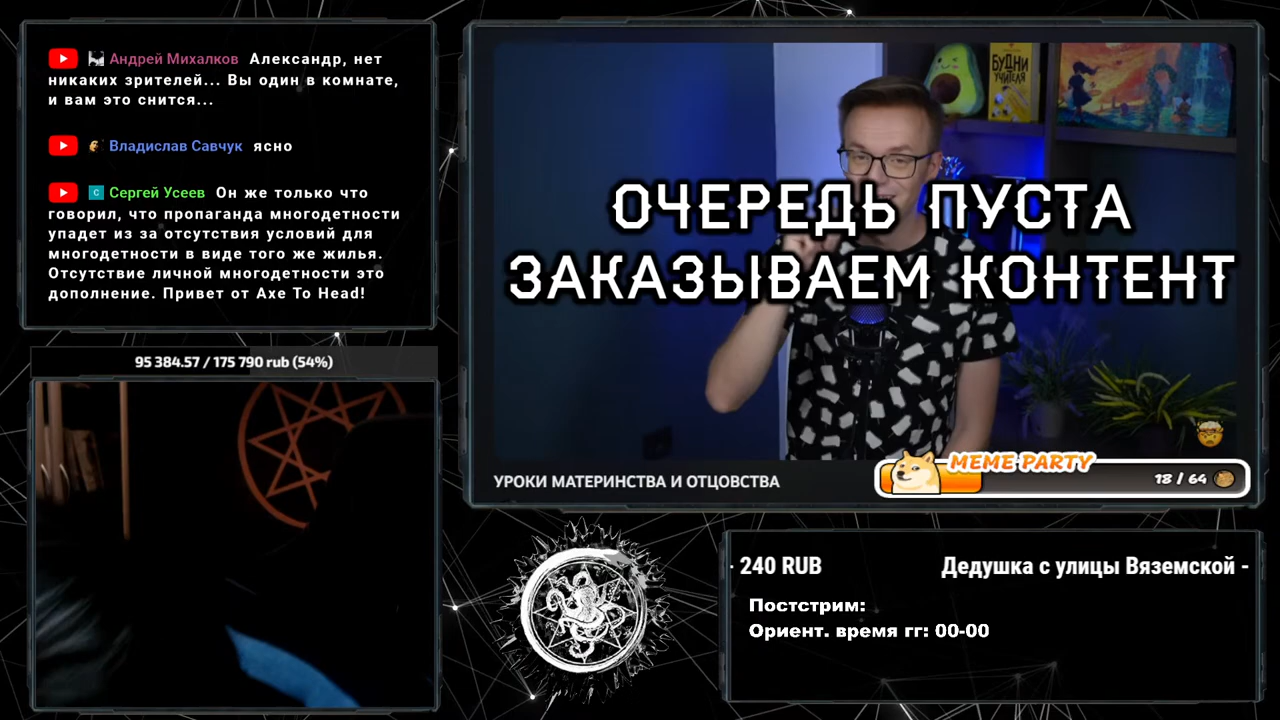 Андрей Михалков Александр, нет
никаких зрителей... Вы один в комнате,
и вам это снится...
Владислав Савчук ясно
С Сергей Усеев Он же только что
говорил, что пропаганда многодетности
упадет из за отсутствия условий для
многодетности в виде того же жилья.
Отсутствие личной многодетности это
дополнение. Привет от Axe To Head!
95 384.57 / 175 790 rub (54%)
БУДНИ
УЧИТЕЛЯ
ОЧЕРЕДЬ ПУСТА
ЗАКАЗЫВАЕМ КОНТЕНТ
УРОКИ МАТЕРИНСТВА И ОТЦОВСТВА
MEME PARTY
18 / 64
- 240 RUB Дедушка с улицы Вяземской -
Постстрим:
Ориент. время гг: 00-00